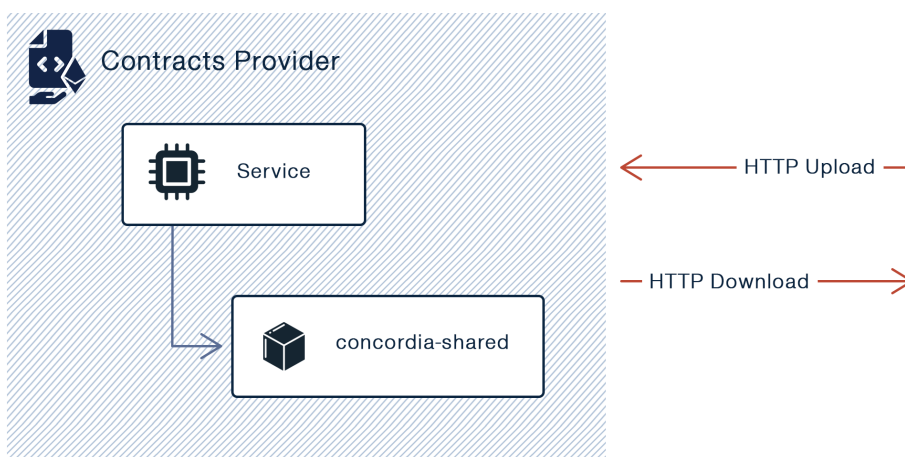 Contracts Provider
Service
HTTP Upload
HTTP Download
concordia-shared